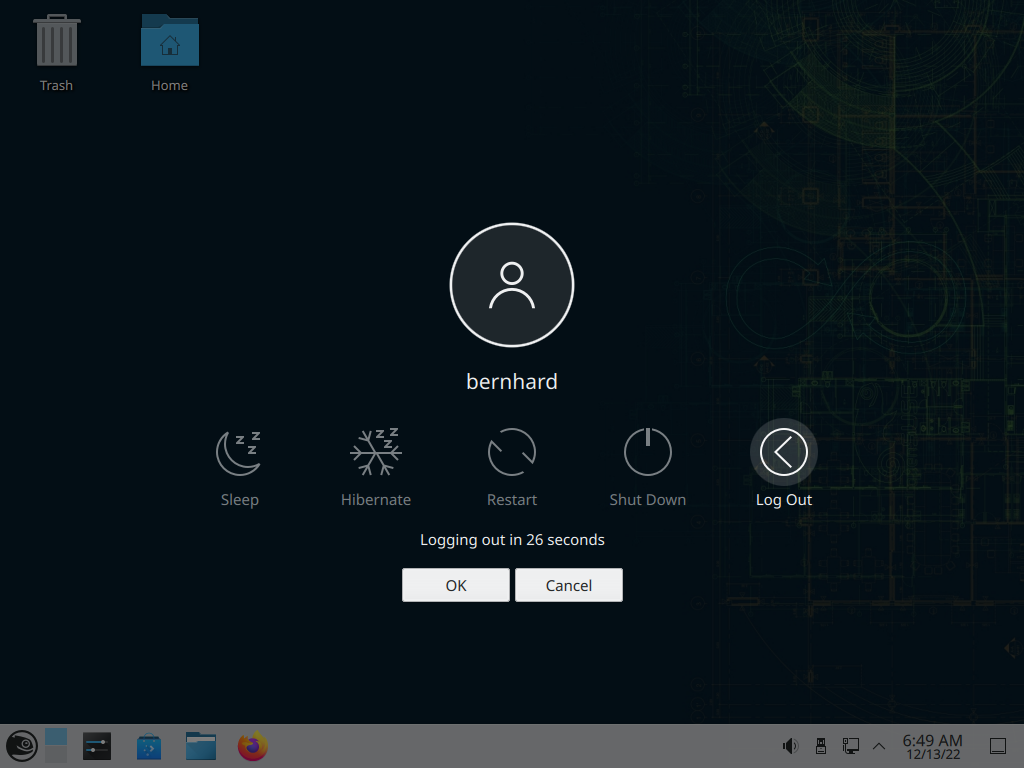 Trash
Home
bernhard
Sleep
Hibernate
Restart
Shut Down
Log Out
Logging out in 26 seconds
OK
Cancel
6:49 AM
12/13/22